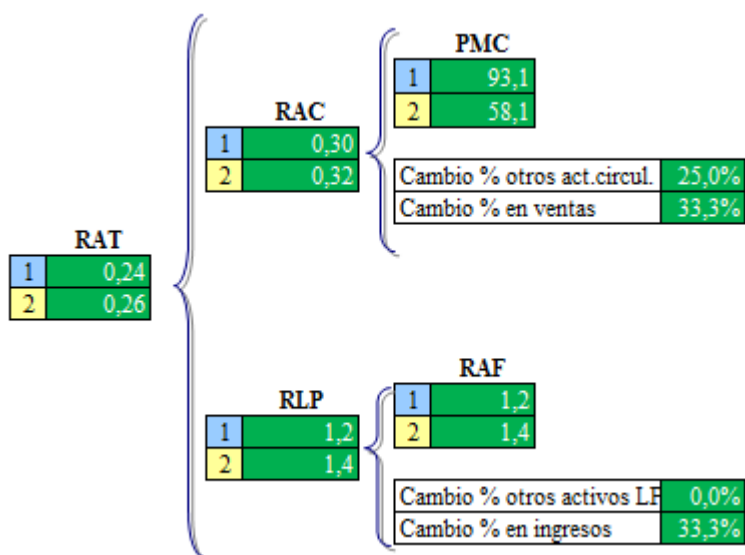 PMC
1 93,1
2 58,1
RAC
1 0,30
2 0,32
Cambio % otros act.circul. 25,0%
Cambio % en ventas 33,3%
RAT
1 0,24
2 0,26
RAF
1 1,2
2 1,4
RLP
1 1,2
2 1,4
Cambio % otros activos LF 0,0%
Cambio % en ingresos 33,3%